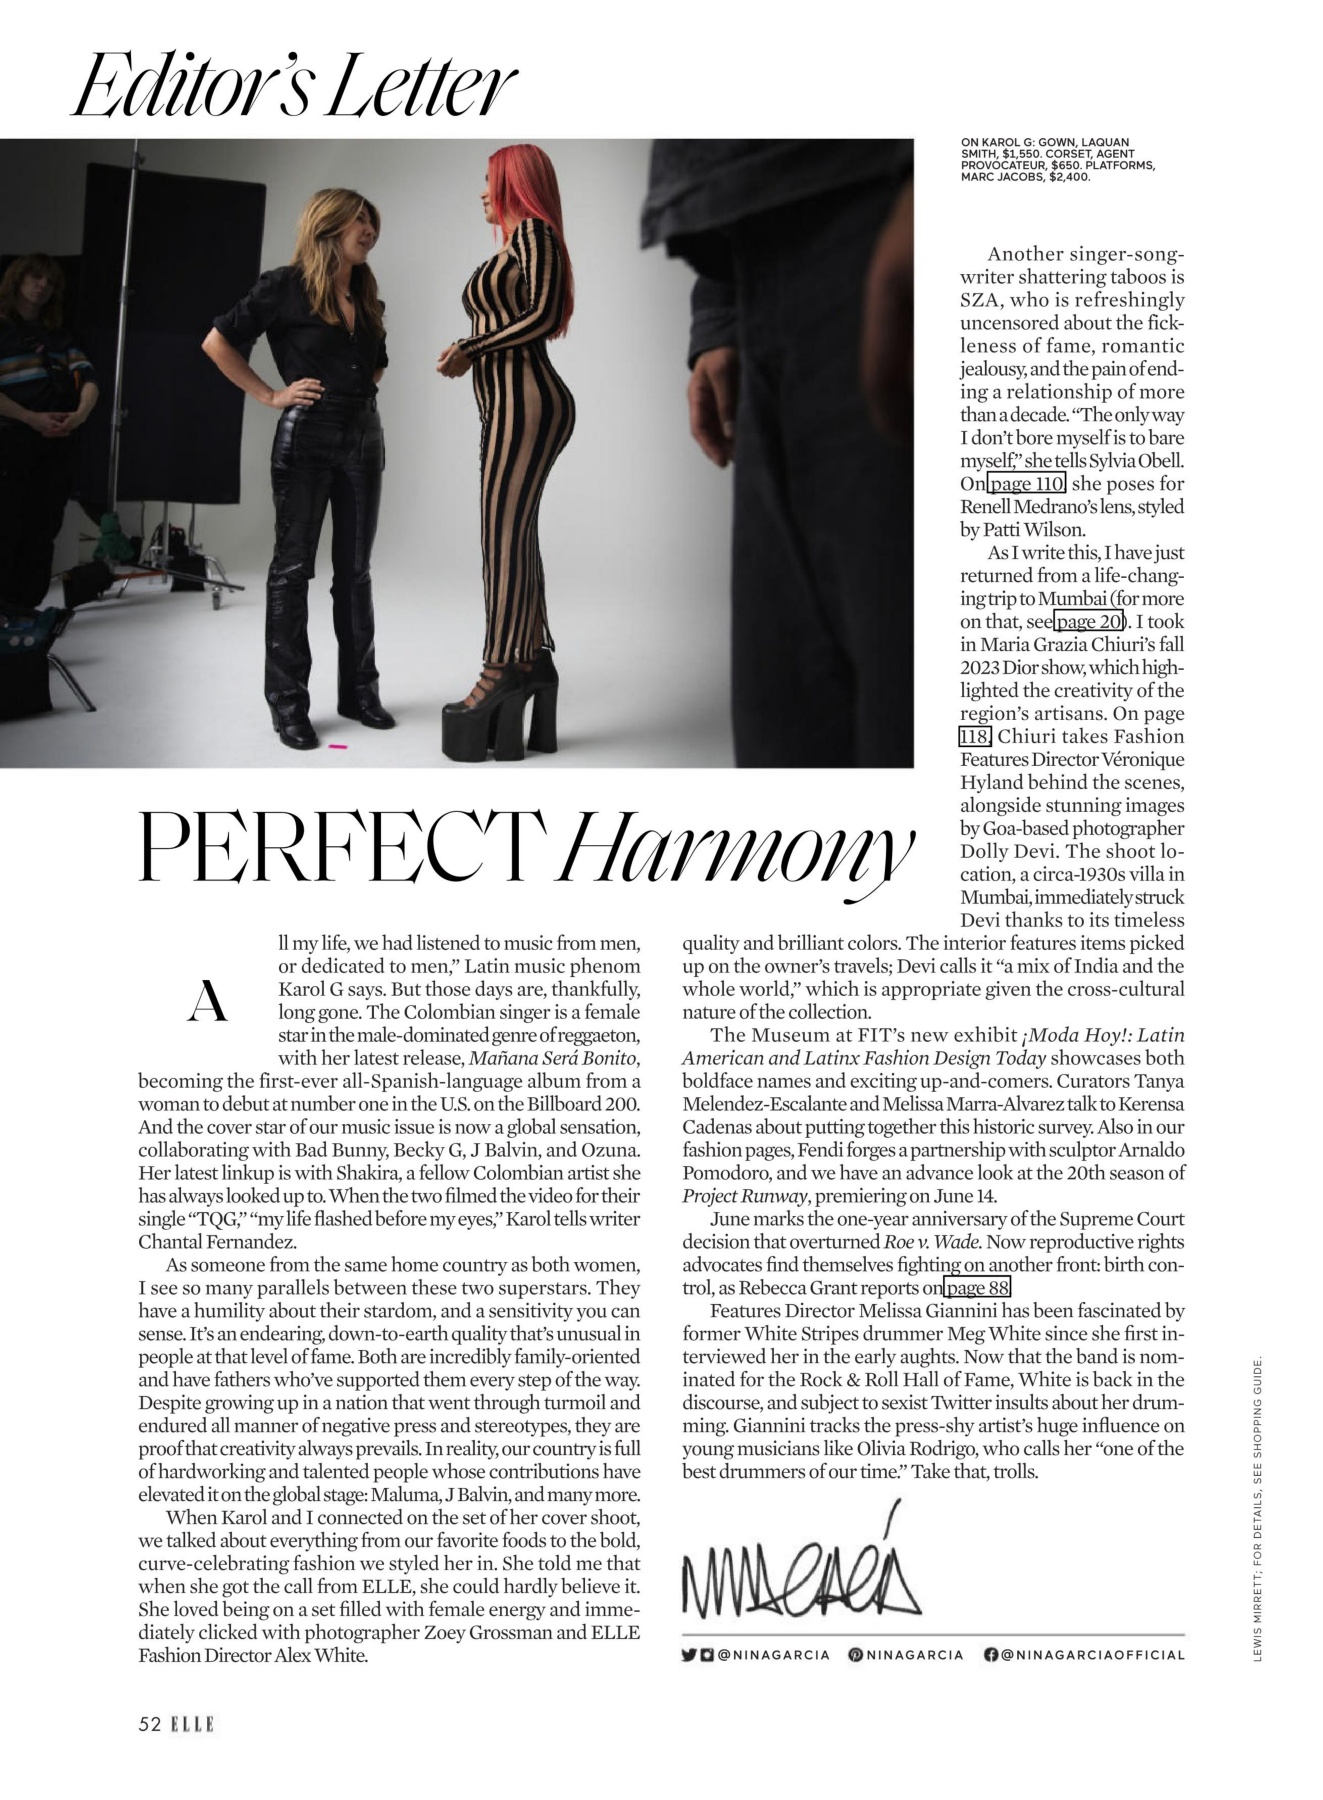 Editor's Letter
ON KAROL G: GOWN, LAQUAN
SMITH, $1,550. CORSET, AGENT
PROVOCATEUR, $650. PLATFORMS,
MARC JACOBS, $2,400.
PERFECT Harmony
A
ll my life, we had listened to music from men,
or dedicated to men,” Latin music phenom
Karol G says. But those days are, thankfully,
long gone. The Colombian singer is a female
star in the male-dominated genre of reggaeton,
with her latest release, Mañana Será Bonito,
becoming the first-ever all-Spanish-language album from a
woman to debut at number one in the U.S. on the Billboard 200.
And the cover star of our music issue is now a global sensation,
collaborating with Bad Bunny, Becky G, J Balvin, and Ozuna.
Her latest linkup is with Shakira, a fellow Colombian artist she
has always looked up to. When the two filmed the video for their
single “TQG,” “my life flashed before my eyes,” Karol tells writer
Chantal Fernandez.
As someone from the same home country as both women,
I see so many parallels between these two superstars. They
have a humility about their stardom, and a sensitivity you can
sense. It's an endearing, down-to-earth quality that's unusual in
people at that level of fame. Both are incredibly family-oriented
and have fathers who've supported them every step of the way.
Despite growing up in a nation that went through turmoil and
endured all manner of negative press and stereotypes, they are
proof that creativity always prevails. In reality, our country is full
of hardworking and talented people whose contributions have
elevated it on the global stage: Maluma, J Balvin, and many more.
When Karol and I connected on the set of her cover shoot,
we talked about everything from our favorite foods to the bold,
curve-celebrating fashion we styled her in. She told me that
when she got the call from ELLE, she could hardly believe it.
She loved being on a set filled with female energy and imme-
diately clicked with photographer Zoey Grossman and ELLE
Fashion Director Alex White.
Another singer-song-
writer shattering taboos is
SZA, who is refreshingly
uncensored about the fick-
leness of fame, romantic
jealousy, and the pain of end-
ing a relationship of more
than a decade. “The only way
I don't bore myself is to bare
myself,” she tells Sylvia Obell.
On page 110, she poses for
Renell Medrano's lens, styled
by Patti Wilson.
As I write this, I have just
returned from a life-chang-
ing trip to Mumbai (for more
on that, see page 20). I took
in Maria Grazia Chiuri's fall
2023 Dior show, which high-
lighted the creativity of the
region's artisans. On page
118, Chiuri takes Fashion
Features Director Véronique
Hyland behind the scenes,
alongside stunning images
by Goa-based photographer
Dolly Devi. The shoot lo-
cation, a circa-1930s villa in
Mumbai, immediately struck
Devi thanks to its timeless
quality and brilliant colors. The interior features items picked
up on the owner's travels; Devi calls it “a mix of India and the
whole world,” which is appropriate given the cross-cultural
nature of the collection.
The Museum at FIT's new exhibit ¡Moda Hoy!: Latin
American and Latinx Fashion Design Today showcases both
boldface names and exciting up-and-comers. Curators Tanya
Melendez-Escalante and Melissa Marra-Alvarez talk to Kerensa
Cadenas about putting together this historic survey. Also in our
fashion pages, Fendi forges a partnership with sculptor Arnaldo
Pomodoro, and we have an advance look at the 20th season of
Project Runway, premiering on June 14.
June marks the one-year anniversary of the Supreme Court
decision that overturned Roe v. Wade. Now reproductive rights
advocates find themselves fighting on another front: birth con-
trol, as Rebecca Grant reports on page 88.
Features Director Melissa Giannini has been fascinated by
former White Stripes drummer Meg White since she first in-
terviewed her in the early aughts. Now that the band is nom-
inated for the Rock & Roll Hall of Fame, White is back in the
discourse, and subject to sexist Twitter insults about her drum-
ming. Giannini tracks the press-shy artist's huge influence on
young musicians like Olivia Rodrigo, who calls her “one of the
best drummers of our time.” Take that, trolls.
@NINAGARCIA NINAGARCIA @NINAGARCIAOFFICIAL
LEWIS MIRRETT; FOR DETAILS, SEE SHOPPING GUIDE.
52 ELLE